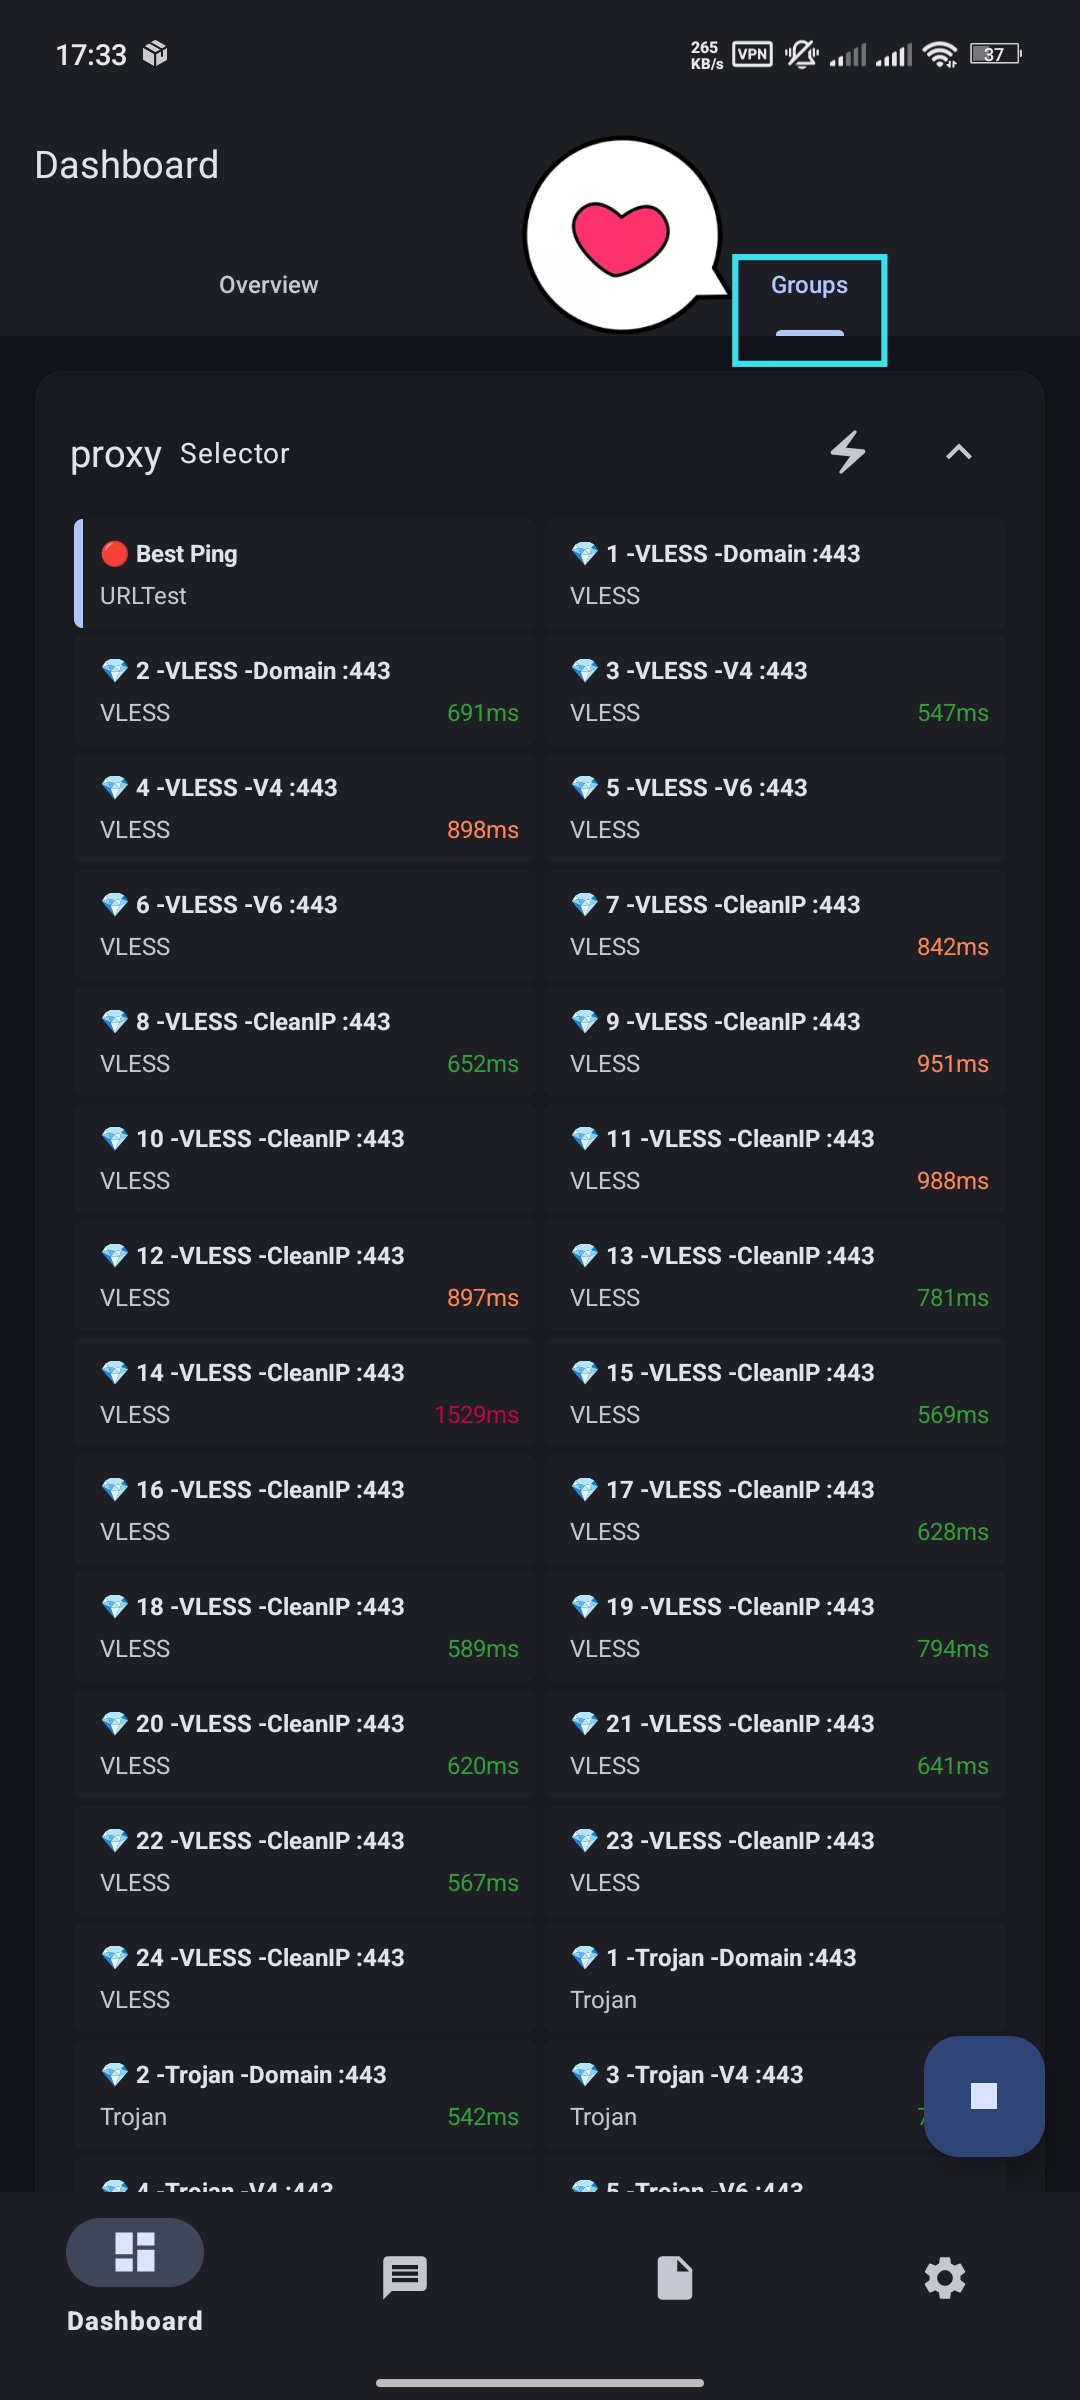 17:33
265
KB/s
VPN
37
Dashboard
Overview
Groups
proxy Selector
Best Ping
URLTest
1 -VLESS -Domain :443
VLESS
2 -VLESS -Domain :443
VLESS 691ms
3 -VLESS -V4 :443
VLESS 547ms
4 -VLESS -V4 :443
VLESS 898ms
5 -VLESS -V6 :443
VLESS
6 -VLESS -V6 :443
VLESS
7 -VLESS -CleanIP :443
VLESS 842ms
8 -VLESS -CleanIP :443
VLESS 652ms
9 -VLESS -CleanIP :443
VLESS 951ms
10 -VLESS -CleanIP :443
VLESS
11 -VLESS -CleanIP :443
VLESS 988ms
12 -VLESS -CleanIP :443
VLESS 897ms
13 -VLESS -CleanIP :443
VLESS 781ms
14 -VLESS -CleanIP :443
VLESS 1529ms
15 -VLESS -CleanIP :443
VLESS 569ms
16 -VLESS -CleanIP :443
VLESS
17 -VLESS -CleanIP :443
VLESS 628ms
18 -VLESS -CleanIP :443
VLESS 589ms
19 -VLESS -CleanIP :443
VLESS 794ms
20 -VLESS -CleanIP :443
VLESS 620ms
21 -VLESS -CleanIP :443
VLESS 641ms
22 -VLESS -CleanIP :443
VLESS 567ms
23 -VLESS -CleanIP :443
VLESS
24 -VLESS -CleanIP :443
VLESS
1 -Trojan -Domain :443
Trojan
2 -Trojan -Domain :443
Trojan 542ms
3 -Trojan -V4 :443
Trojan
4 -Trojan -V4 :443
5 -Trojan -V6 :443
Dashboard